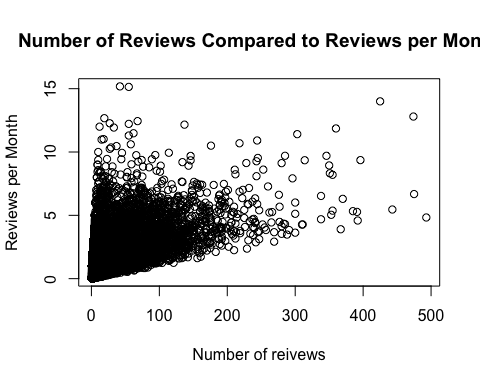 Number of Reviews Compared to Reviews per Mon
Reviews per Month
15
10
5
0
0 100 200 300 400 500
Number of reivews